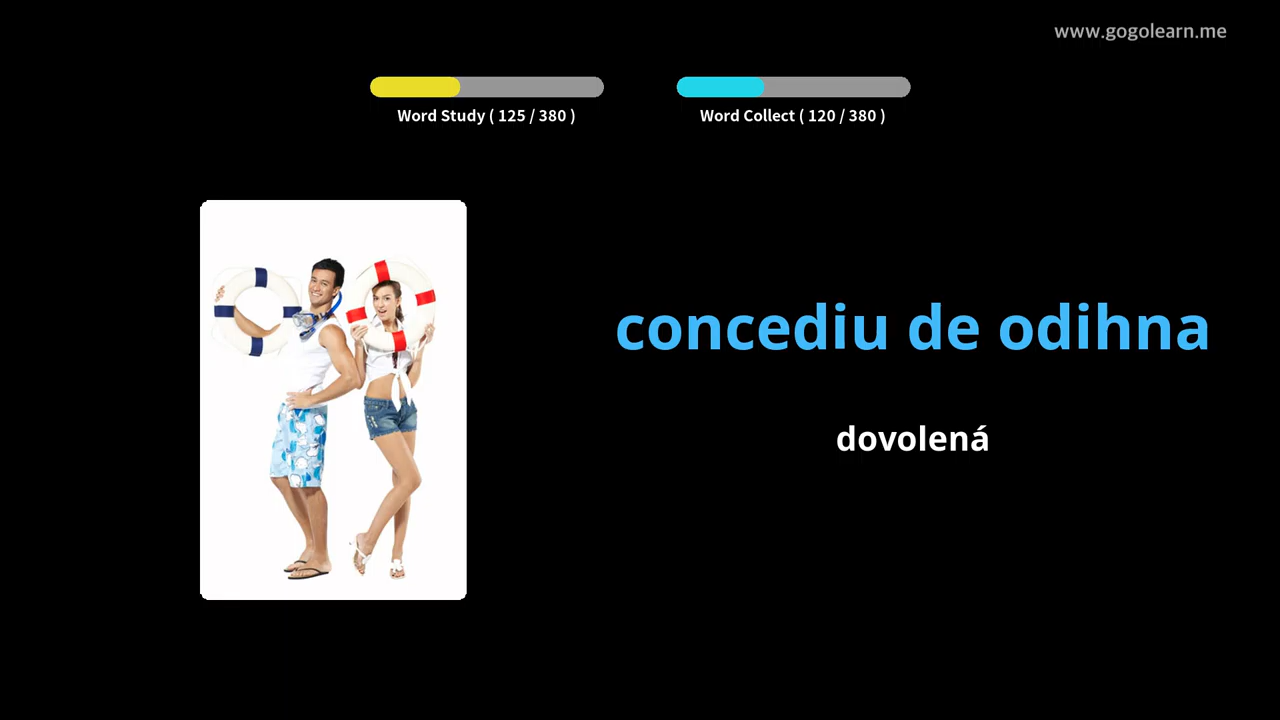 www.gogolearn.me
Word Study ( 125 / 380 )
Word Collect ( 120 / 380 )
concediu de odihna
dovolená